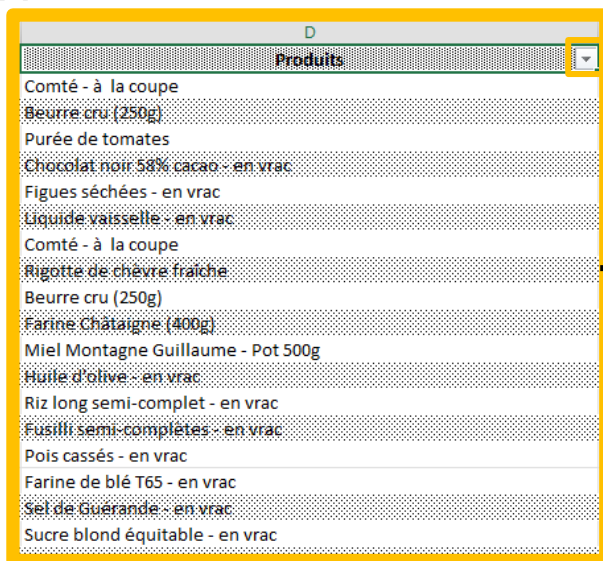 D
Produits
Comté - à  la coupe
Beurre cru (250g)
Purée de tomates
Chocolat noir 58% cacao - en vrac
Figues séchées - en vrac
Liquide vaisselle - en vrac
Comté - à  la coupe
Rigotte de chèvre fraîche
Beurre cru (250g)
Farine Châtaigne (400g)
Miel Montagne Guillaume - Pot 500g
Huile d'olive - en vrac
Riz long semi-complet - en vrac
Fusilli semi-complètes - en vrac
Pois cassés - en vrac
Farine de blé T65 - en vrac
Sel de Guérande - en vrac
Sucre blond équitable - en vrac